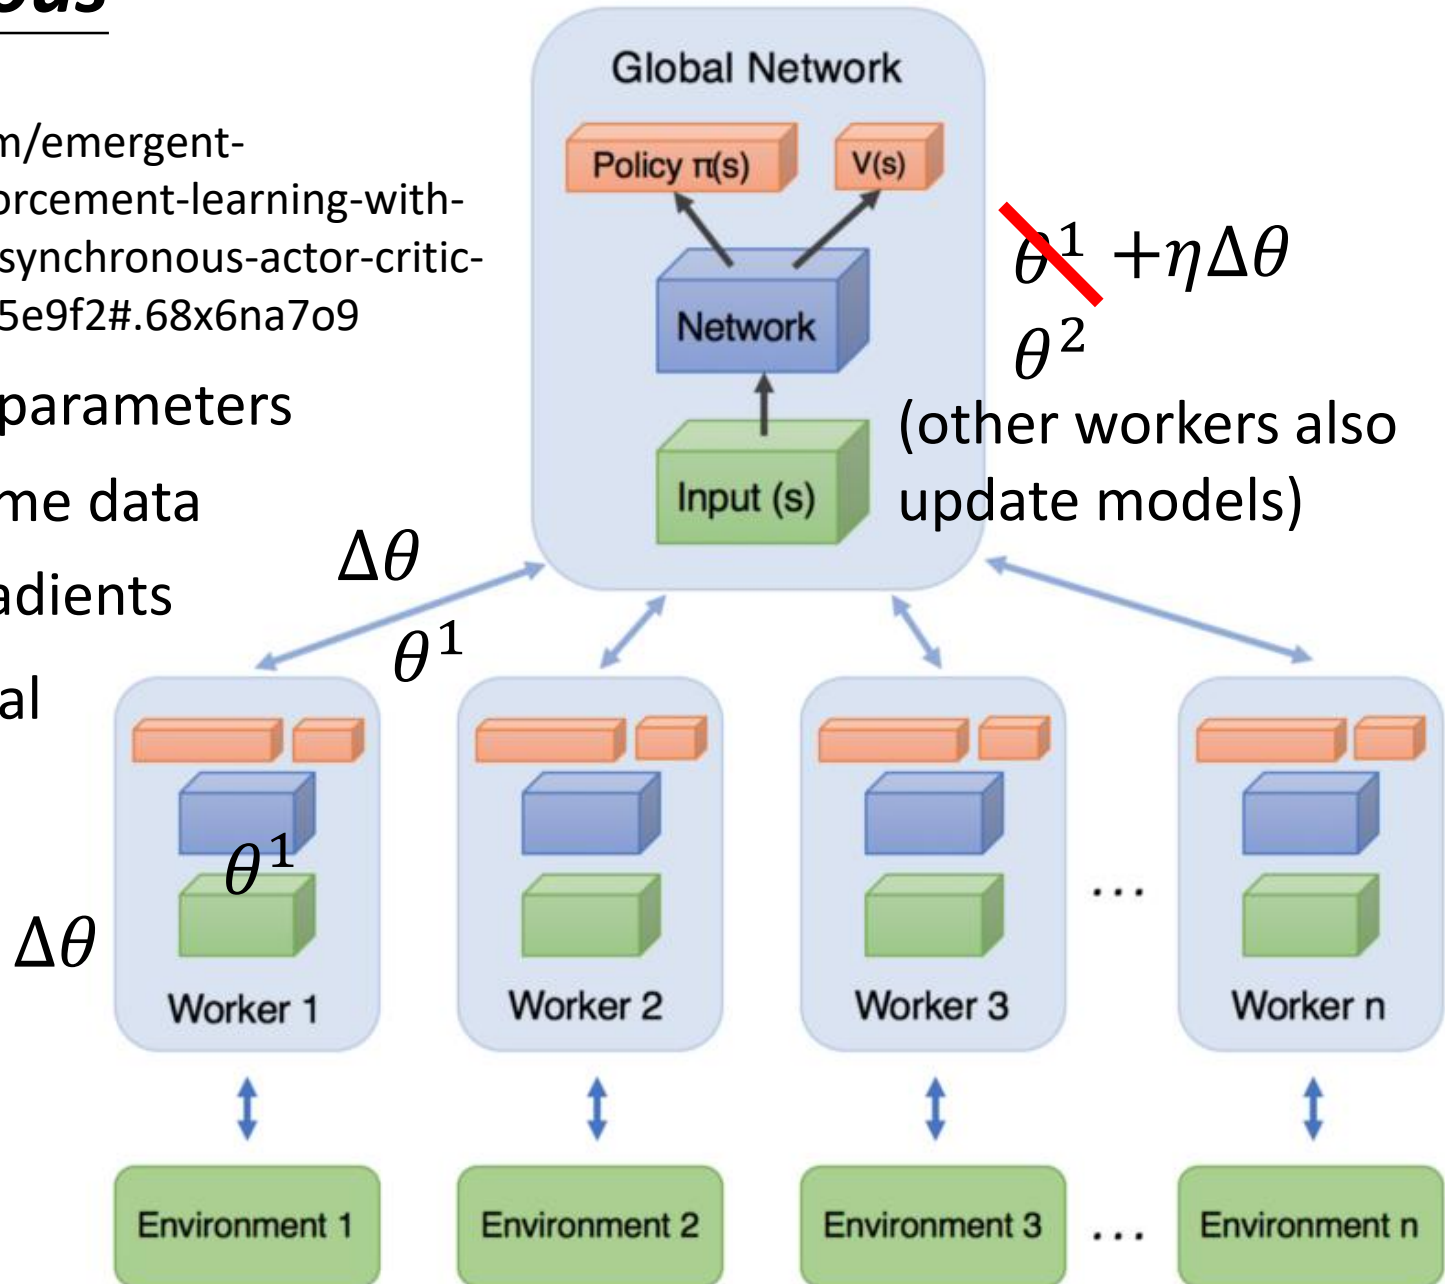 ous
m/emergent-
orcement-learning-with-
synchronous-actor-critic-
5e9f2#.68x6na7o9
parameters
me data
adients
al
Global Network
Policy π(s)
V(s)
Network
Input (s)
θ¹ +ηΔθ
θ²
(other workers also
update models)
Δθ
θ¹
θ¹
Δθ
Worker 1
Worker 2
Worker 3
...
Worker n
Environment 1
Environment 2
Environment 3
...
Environment n